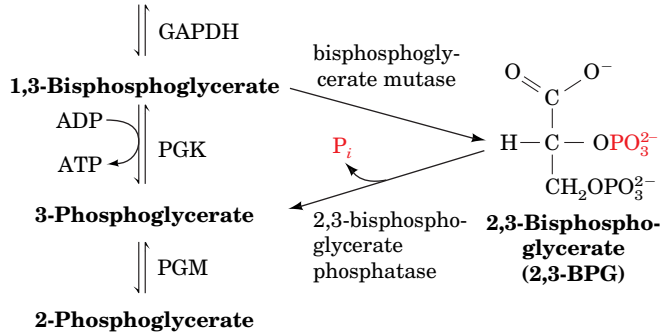 GAPDH
1,3-Bisphosphoglycerate
bisphosphogly-
cerate mutase
ADP
ATP
PGK
P_i
O
O⁻
C
H—C—OPO₃²⁻
CH₂OPO₃²⁻
3-Phosphoglycerate
2,3-bisphospho-
glycerate
phosphatase
2,3-Bisphospho-
glycerate
(2,3-BPG)
PGM
2-Phosphoglycerate